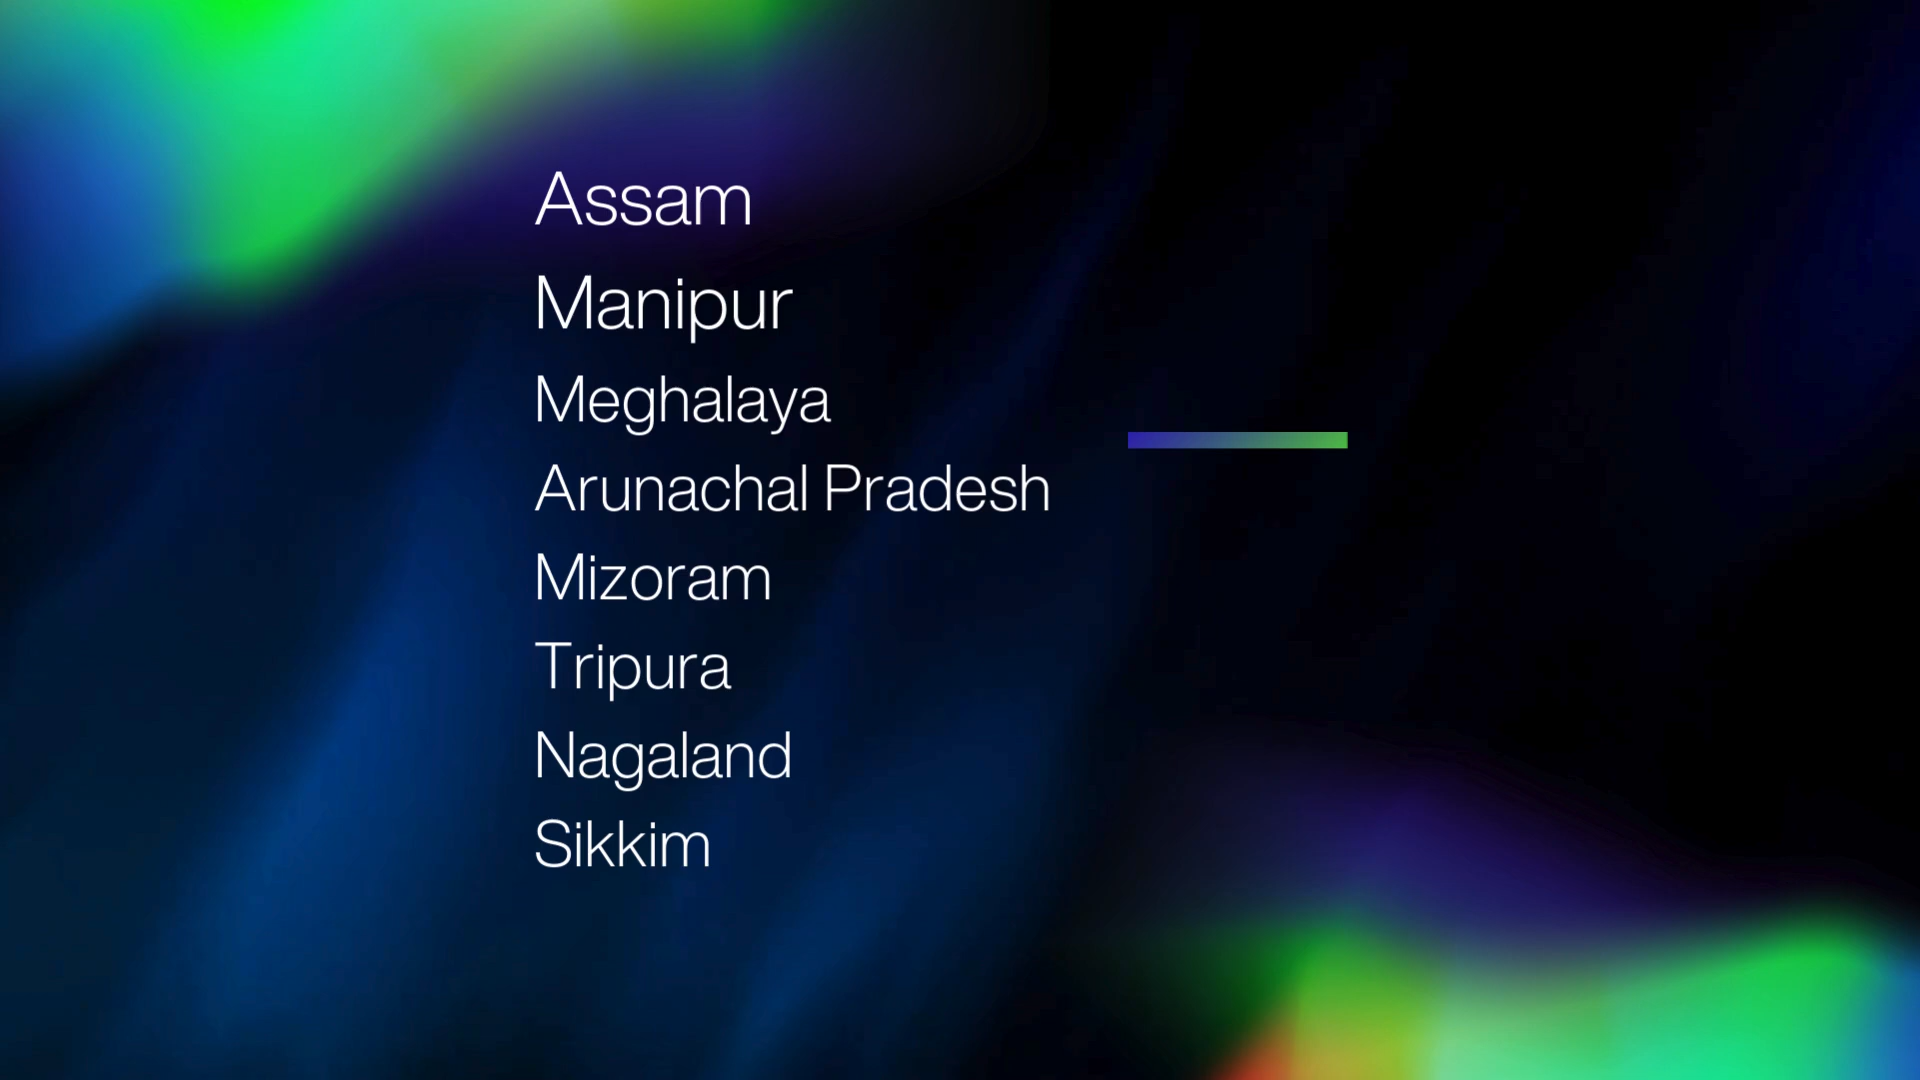 Assam
Manipur
Meghalaya
Arunachal Pradesh
Mizoram
Tripura
Nagaland
Sikkim